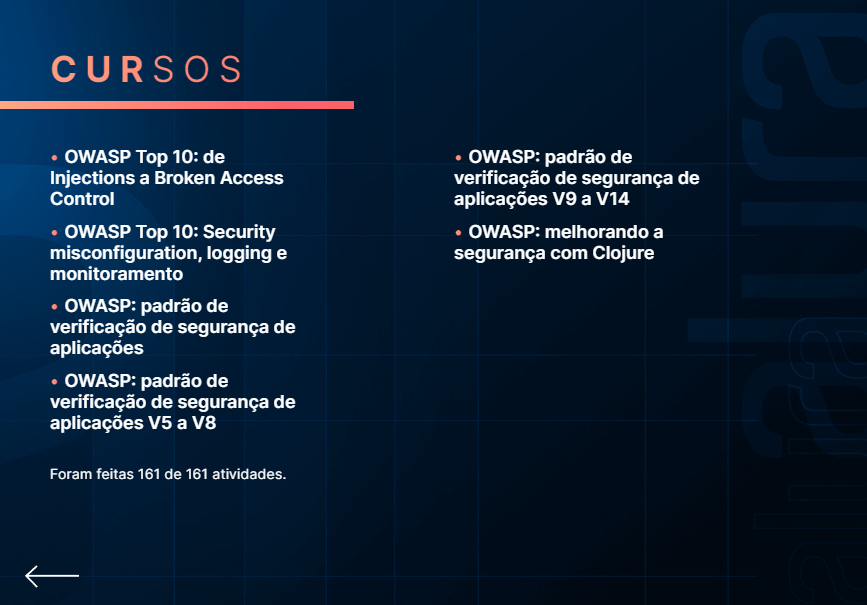 CURSOS
• OWASP Top 10: de
Injections a Broken Access
Control
• OWASP Top 10: Security
misconfiguration, logging e
monitoramento
• OWASP: padrão de
verificação de segurança de
aplicações
• OWASP: padrão de
verificação de segurança de
aplicações V5 a V8
• OWASP: padrão de
verificação de segurança de
aplicações V9 a V14
• OWASP: melhorando a
segurança com Clojure
Foram feitas 161 de 161 atividades.
alura
alura